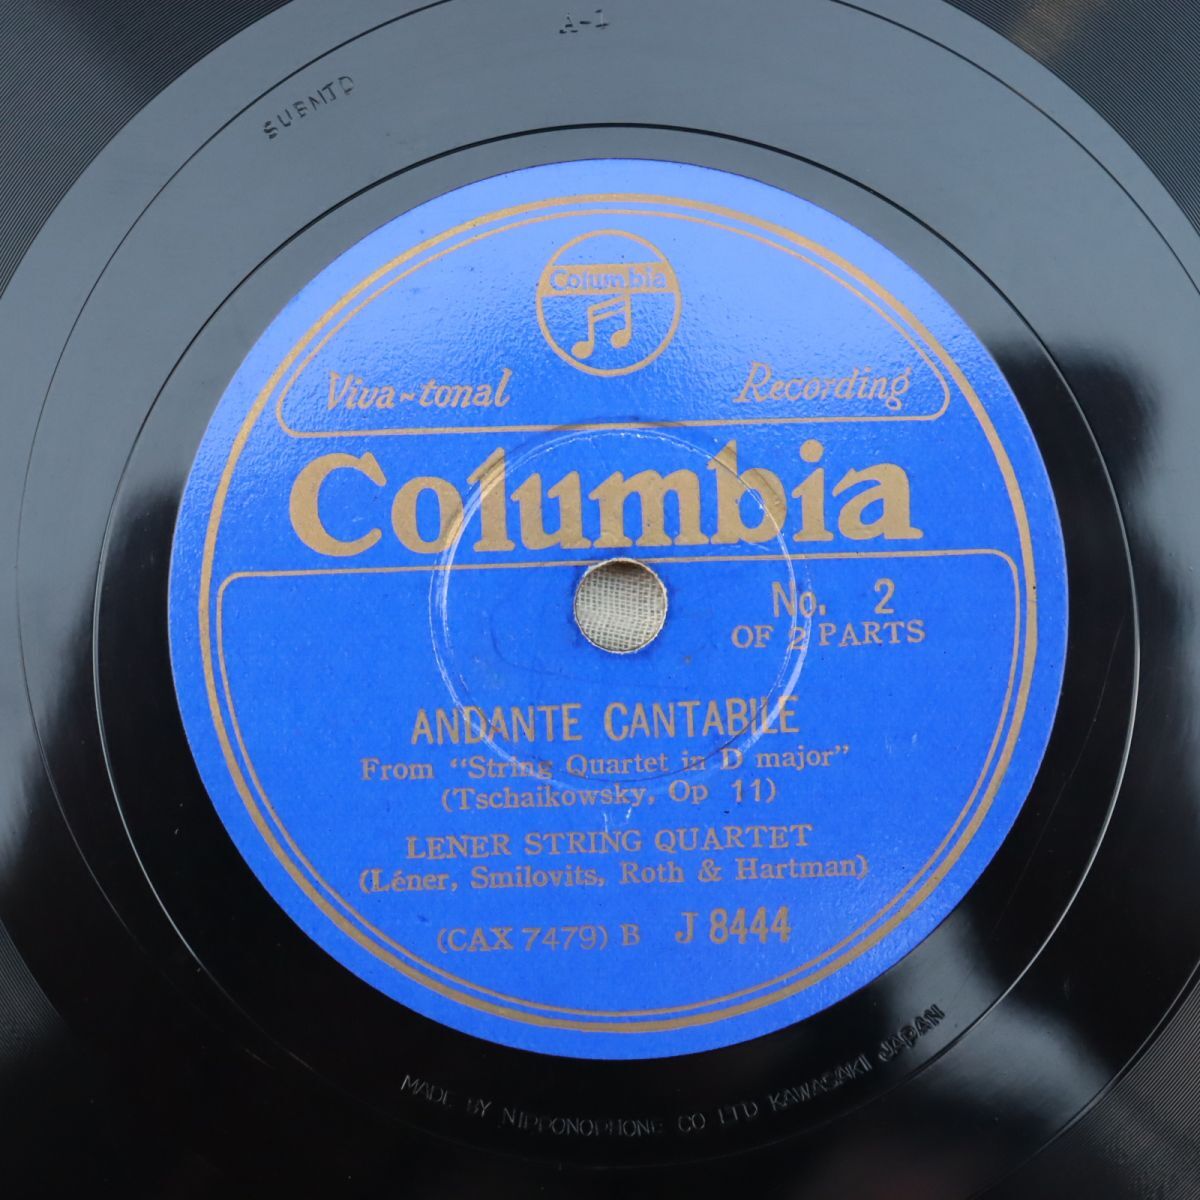 A-1
SUBNJD
Columbia
Viva-tonal Recording
Columbia
No. 2
OF 2 PARTS
ANDANTE CANTABILE
From “String Quartet in D major”
(Tschaikowsky, Op 11)
LENER STRING QUARTET
(Léner, Smilovits, Roth & Hartman)
(CAX 7479) B J 8444
MADE BY NIPPONOPHONE CO LTD KAWASAKI JAPAN